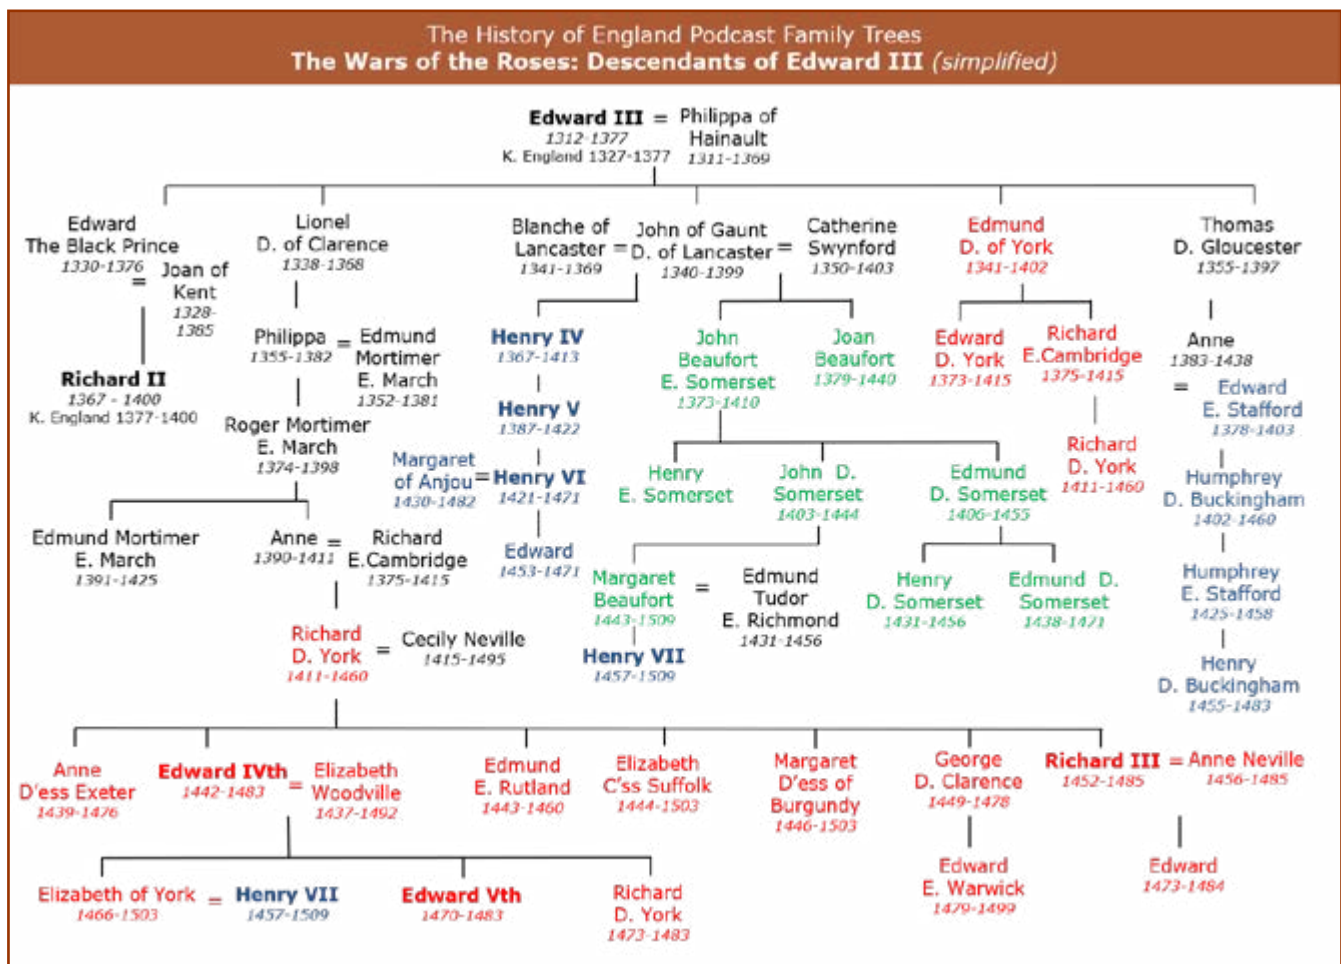 The History of England Podcast Family Trees
The Wars of the Roses: Descendants of Edward III (simplified)
Edward III = Philippa of
Hainault
1312-1377
K. England 1327-1377
1311-1369
Edward
The Black Prince
1330-1376
=
Joan of
Kent
1328-
1385
Lionel
D. of Clarence
1338-1368
Blanche of
Lancaster
1341-1369
=
John of Gaunt
D. of Lancaster
1340-1399
=
Catherine
Swynford
1350-1403
Edmund
D. of York
1341-1402
Thomas
D. Gloucester
1355-1397
Richard II
1367 - 1400
K. England 1377-1400
Philippa
1355-1382
=
Edmund
Mortimer
E. March
1352-1381
Henry IV
1367-1413
John
Beaufort
E. Somerset
1373-1410
Joan
Beaufort
1379-1440
Edward
D. York
1373-1415
Richard
E.Cambridge
1375-1415
Anne
1383-1438
=
Edward
E. Stafford
1378-1403
Roger Mortimer
E. March
1374-1398
Henry V
1387-1422
Margaret
of Anjou
1430-1482
=
Henry VI
1421-1471
Henry
E. Somerset
John D.
Somerset
1403-1444
Edmund
D. Somerset
1406-1455
Richard
D. York
1411-1460
Humphrey
D. Buckingham
1402-1460
Edmund Mortimer
E. March
1391-1425
Anne
1390-1411
=
Richard
E.Cambridge
1375-1415
Edward
1453-1471
Margaret
Beaufort
1443-1509
=
Edmund
Tudor
E. Richmond
1431-1456
Henry
D. Somerset
1431-1456
Edmund D.
Somerset
1438-1471
Humphrey
E. Stafford
1425-1458
Richard
D. York
1411-1460
=
Cecily Neville
1415-1495
Henry VII
1457-1509
Henry
D. Buckingham
1455-1483
Anne
D'ess Exeter
1439-1476
Edward IVth
1442-1483
=
Elizabeth
Woodville
1437-1492
Edmund
E. Rutland
1443-1460
Elizabeth
C'ss Suffolk
1444-1503
Margaret
D'ess of
Burgundy
1446-1503
George
D. Clarence
1449-1478
Richard III
1452-1485
=
Anne Neville
1456-1485
Elizabeth of York
1466-1503
=
Henry VII
1457-1509
Edward Vth
1470-1483
Richard
D. York
1473-1483
Edward
E. Warwick
1479-1499
Edward
1473-1484